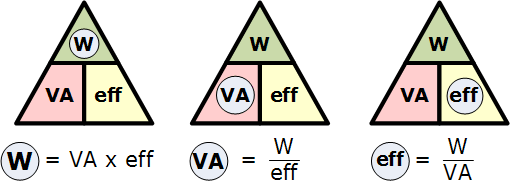 W
VA eff
W = VA x eff
W
VA eff
VA = W
eff
W
VA eff
eff = W
VA